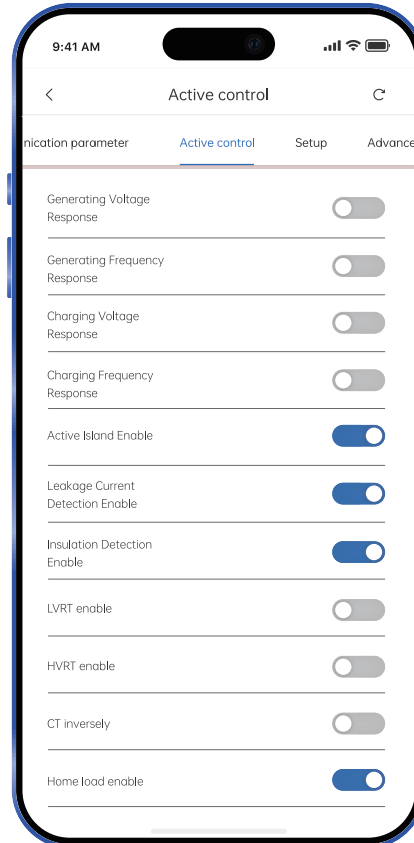 9:41 AM
Active control
nication parameter Active control Setup Advance
Generating Voltage
Response
Generating Frequency
Response
Charging Voltage
Response
Charging Frequency
Response
Active Island Enable
Leakage Current
Detection Enable
Insulation Detection
Enable
LVRT enable
HVRT enable
CT inversely
Home load enable